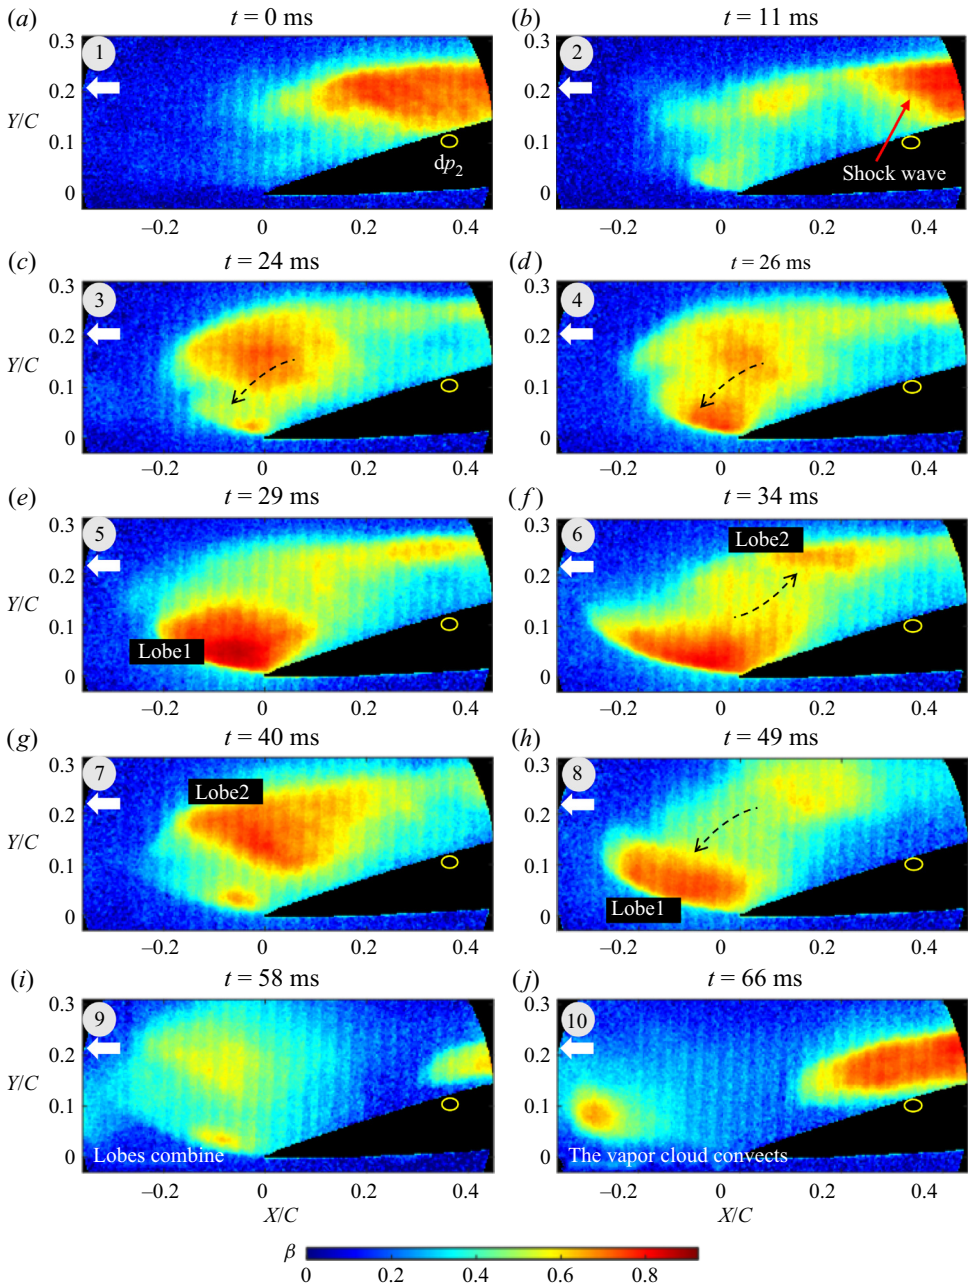 (a) t = 0 ms
(b) t = 11 ms
0.3 1
0.2
Y/C
0.1
0
dp2
–0.2 0 0.2 0.4
2
0.3
0.2
0.1
0
Shock wave
–0.2 0 0.2 0.4
(c) t = 24 ms
(d) t = 26 ms
0.3 3
0.2
Y/C
0.1
0
–0.2 0 0.2 0.4
0.3 4
0.2
0.1
0
–0.2 0 0.2 0.4
(e) t = 29 ms
(f) t = 34 ms
0.3 5
0.2
Y/C
0.1
0
Lobe1
–0.2 0 0.2 0.4
0.3 6
0.2
0.1
0
Lobe2
–0.2 0 0.2 0.4
(g) t = 40 ms
(h) t = 49 ms
0.3 7
0.2
Y/C
0.1
0
Lobe2
–0.2 0 0.2 0.4
0.3 8
0.2
0.1
0
Lobe1
–0.2 0 0.2 0.4
(i) t = 58 ms
(j) t = 66 ms
0.3 9
0.2
Y/C
0.1
0
Lobes combine
–0.2 0 0.2 0.4
X/C
0.3 10
0.2
0.1
0
The vapor cloud convects
–0.2 0 0.2 0.4
X/C
β
0 0.2 0.4 0.6 0.8